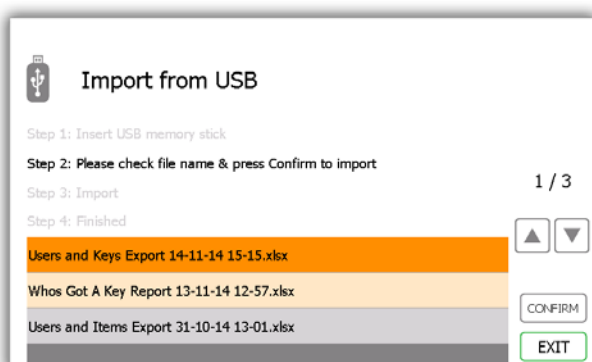 Import from USB
Step 1: Insert USB memory stick
Step 2: Please check file name & press Confirm to import
Step 3: Import
Step 4: Finished
1 / 3
Users and Keys Export 14-11-14 15-15.xlsx
Whos Got A Key Report 13-11-14 12-57.xlsx
Users and Items Export 31-10-14 13-01.xlsx
CONFIRM
EXIT